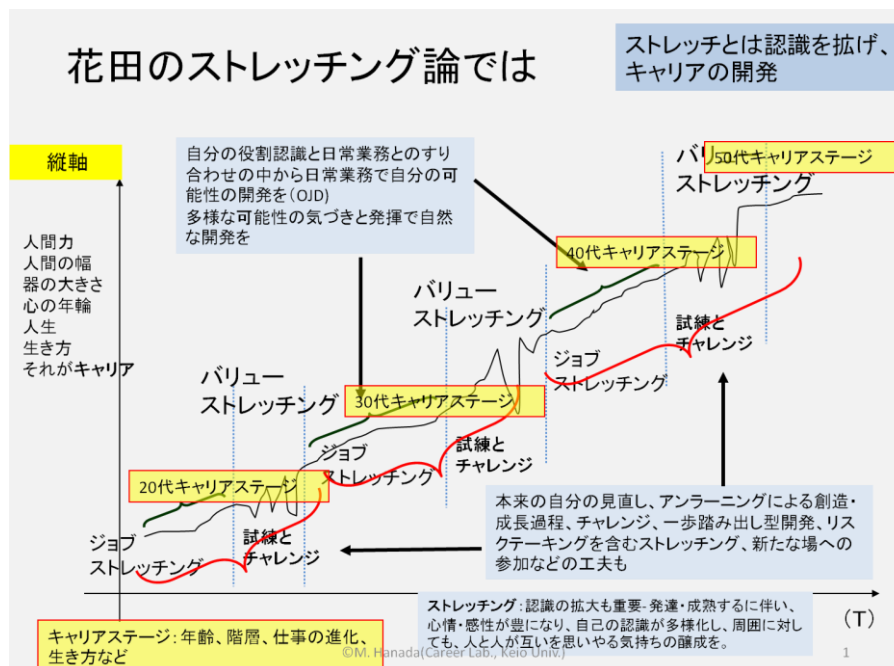 花田のストレッチング論では
ストレッチとは認識を拡げ、
キャリアの開発
縦軸
人間力
人間の幅
器の大きさ
心の年輪
人生
生き方
それがキャリア
自分の役割認識と日常業務とのすり
合わせの中から日常業務で自分の可
能性の開発を(OJD)
多様な可能性の気づきと発揮で自然
な開発を
バリュー
ストレッチング
50代キャリアステージ
40代キャリアステージ
バリュー
ストレッチング
試練と
チャレンジ
ジョブ
ストレッチング
バリュー
ストレッチング
30代キャリアステージ
試練と
チャレンジ
ジョブ
ストレッチング
20代キャリアステージ
試練と
チャレンジ
ジョブ
ストレッチング
本来の自分の見直し、アンラーニングによる創造・
成長過程、チャレンジ、一歩踏み出し型開発、リス
クテーキングを含むストレッチング、新たな場への
参加などの工夫も
(T)
キャリアステージ:年齢、階層、仕事の進化、
生き方など
ストレッチング:認識の拡大も重要-発達・成熟するに伴い、
心情・感性が豊になり、自己の認識が多様化し、周囲に対し
ても、人と人が互いを思いやる気持ちの醸成を。
©M. Hanada(Career Lab., Keio Univ.)
1